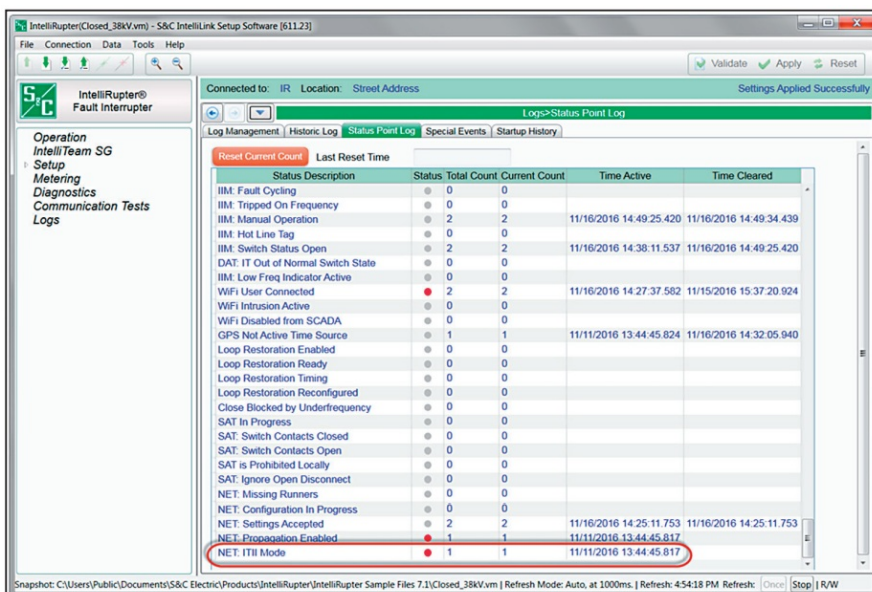 IntelliRupter(Closed_38kV.vm) - S&C IntelliLink Setup Software [611.23]
File Connection Data Tools Help
Validate Apply Reset
S&C IntelliRupter®
Fault Interrupter
Connected to: IR Location: Street Address Settings Applied Successfully
Logs>Status Point Log
Log Management Historic Log Status Point Log Special Events Startup History
Operation
IntelliTeam SG
Setup
Metering
Diagnostics
Communication Tests
Logs
Reset Current Count Last Reset Time
Status Description Status Total Count Current Count Time Active Time Cleared
IIM: Fault Cycling 0 0
IIM: Tripped On Frequency 0 0
IIM: Manual Operation 2 2 11/16/2016 14:49:25.420 11/16/2016 14:49:34.439
IIM: Hot Line Tag 0 0
IIM: Switch Status Open 2 2 11/16/2016 14:38:11.537 11/16/2016 14:49:25.420
DAT: IT Out of Normal Switch State 0 0
IIM: Low Freq Indicator Active 0 0
WiFi User Connected 2 2 11/16/2016 14:27:37.582 11/15/2016 15:37:20.924
WiFi Intrusion Active 0 0
WiFi Disabled from SCADA 0 0
GPS Not Active Time Source 1 1 11/11/2016 13:44:45.824 11/16/2016 14:32:05.940
Loop Restoration Enabled 0 0
Loop Restoration Ready 0 0
Loop Restoration Timing 0 0
Loop Restoration Reconfigured 0 0
Close Blocked by Underfrequency 0 0
SAT In Progress 0 0
SAT: Switch Contacts Closed 0 0
SAT: Switch Contacts Open 0 0
SAT is Prohibited Locally 0 0
SAT: Ignore Open Disconnect 0 0
NET: Missing Runners 0 0
NET: Configuration In Progress 0 0
NET: Settings Accepted 2 2 11/16/2016 14:25:11.753 11/16/2016 14:25:11.753
NET: Propagation Enabled 1 1 11/11/2016 13:44:45.817
NET: ITII Mode 1 1 11/11/2016 13:44:45.817
Snapshot: C:\Users\Public\Documents\S&C Electric\Products\IntelliRupter\IntelliRupter Sample Files 7.1\Closed_38kV.vm | Refresh Mode: Auto, at 1000ms. | Refresh: 4:54:18 PM Refresh: Once Stop | R/W